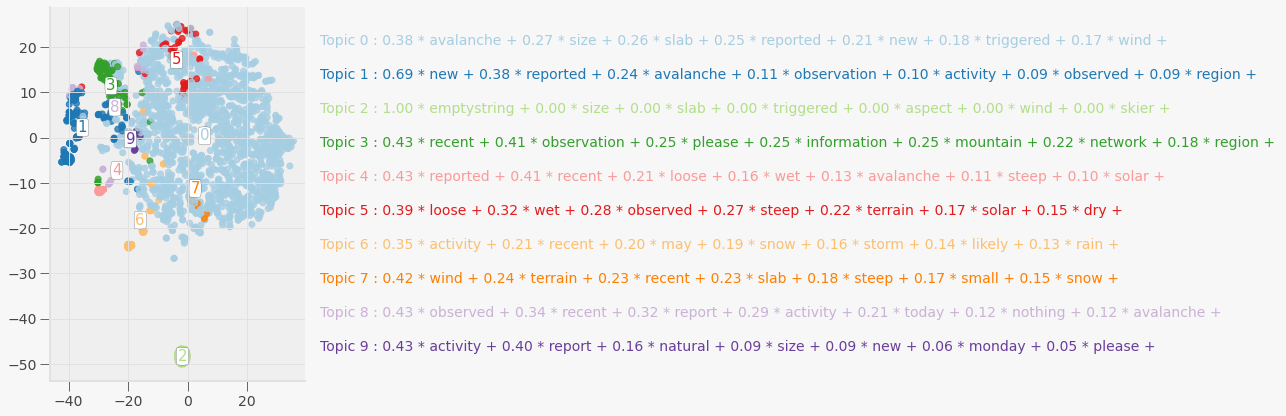 Topic 0 : 0.38 * avalanche + 0.27 * size + 0.26 * slab + 0.25 * reported + 0.21 * new + 0.18 * triggered + 0.17 * wind +
Topic 1 : 0.69 * new + 0.38 * reported + 0.24 * avalanche + 0.11 * observation + 0.10 * activity + 0.09 * observed + 0.09 * region +
Topic 2 : 1.00 * emptystring + 0.00 * size + 0.00 * slab + 0.00 * triggered + 0.00 * aspect + 0.00 * wind + 0.00 * skier +
Topic 3 : 0.43 * recent + 0.41 * observation + 0.25 * please + 0.25 * information + 0.25 * mountain + 0.22 * network + 0.18 * region +
Topic 4 : 0.43 * reported + 0.41 * recent + 0.21 * loose + 0.16 * wet + 0.13 * avalanche + 0.11 * steep + 0.10 * solar +
Topic 5 : 0.39 * loose + 0.32 * wet + 0.28 * observed + 0.27 * steep + 0.22 * terrain + 0.17 * solar + 0.15 * dry +
Topic 6 : 0.35 * activity + 0.21 * recent + 0.20 * may + 0.19 * snow + 0.16 * storm + 0.14 * likely + 0.13 * rain +
Topic 7 : 0.42 * wind + 0.24 * terrain + 0.23 * recent + 0.23 * slab + 0.18 * steep + 0.17 * small + 0.15 * snow +
Topic 8 : 0.43 * observed + 0.34 * recent + 0.32 * report + 0.29 * activity + 0.21 * today + 0.12 * nothing + 0.12 * avalanche +
Topic 9 : 0.43 * activity + 0.40 * report + 0.16 * natural + 0.09 * size + 0.09 * new + 0.06 * monday + 0.05 * please +
20
10
0
−10
−20
−30
−40
−50
−40 −20 0 20
5
3
8
1
9
0
4
7
6
2